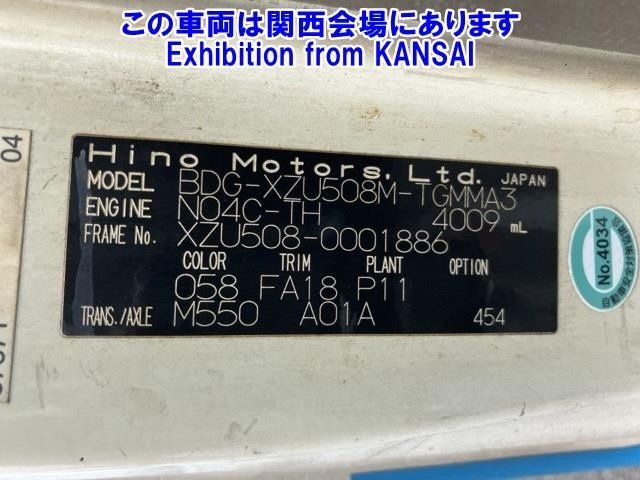 この車両は関西会場にあります
Exhibition from KANSAI
04
Hino Motors, Ltd. JAPAN
MODEL BDG-XZU508M-TGMMA3
ENGINE N04C-TH 4009 mL
FRAME No. XZU508-0001886
COLOR TRIM PLANT OPTION
058 FA18 P11
TRANS./AXLE M550 A01A 454
No.4034